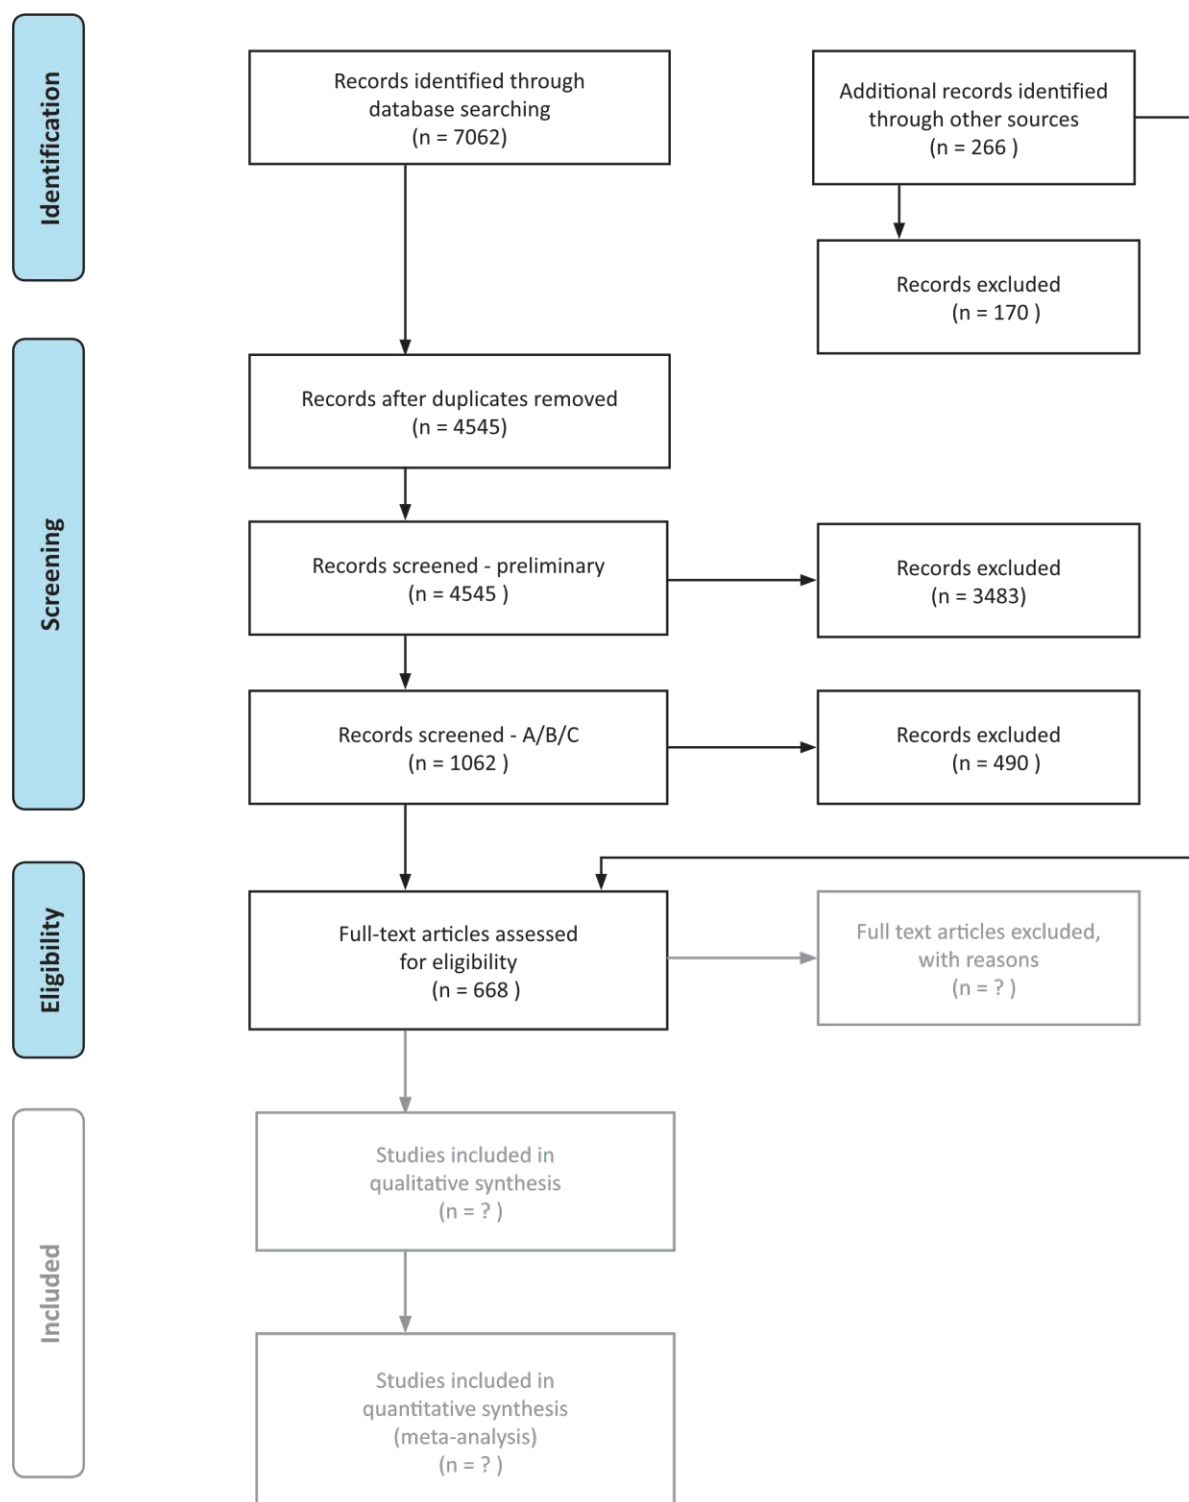 Identification
Records identified through
database searching
(n = 7062)
Additional records identified
through other sources
(n = 266 )
Records excluded
(n = 170 )
Screening
Records after duplicates removed
(n = 4545)
Records screened - preliminary
(n = 4545 )
Records excluded
(n = 3483)
Records screened - A/B/C
(n = 1062 )
Records excluded
(n = 490 )
Eligibility
Full-text articles assessed
for eligibility
(n = 668 )
Full text articles excluded,
with reasons
(n = ? )
Included
Studies included in
qualitative synthesis
(n = ? )
Studies included in
quantitative synthesis
(meta-analysis)
(n = ? )